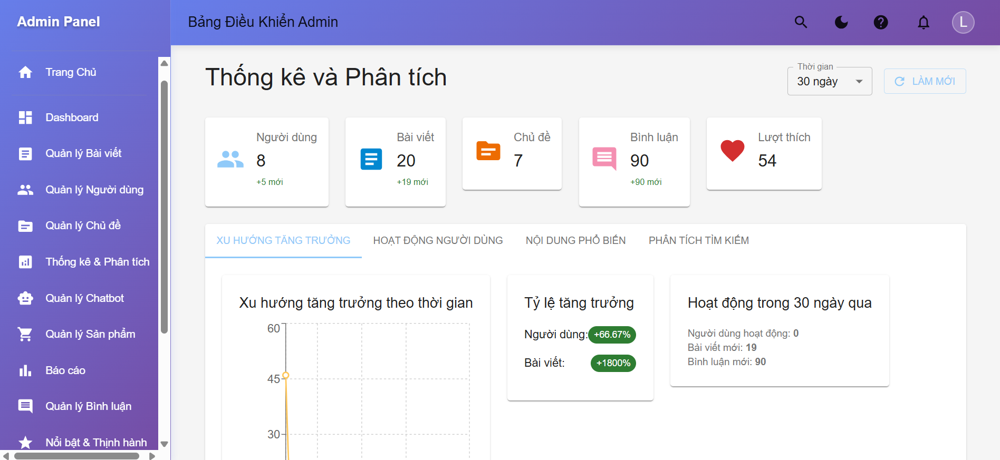 Admin Panel
Trang Chủ
Dashboard
Quản lý Bài viết
Quản lý Người dùng
Quản lý Chủ đề
Thống kê & Phân tích
Quản lý Chatbot
Quản lý Sản phẩm
Báo cáo
Quản lý Bình luận
Nổi bật & Thịnh hành
Bảng Điều Khiển Admin
L
Thống kê và Phân tích
Thời gian
30 ngày
LÀM MỚI
Người dùng
8
+5 mới
Bài viết
20
+19 mới
Chủ đề
7
Bình luận
90
+90 mới
Lượt thích
54
XU HƯỚNG TĂNG TRƯỞNG
HOẠT ĐỘNG NGƯỜI DÙNG
NỘI DUNG PHỔ BIẾN
PHÂN TÍCH TÌM KIẾM
Xu hướng tăng trưởng theo thời gian
60
45
30
Tỷ lệ tăng trưởng
Người dùng: +66.67%
Bài viết: +1800%
Hoạt động trong 30 ngày qua
Người dùng hoạt động: 0
Bài viết mới: 19
Bình luận mới: 90